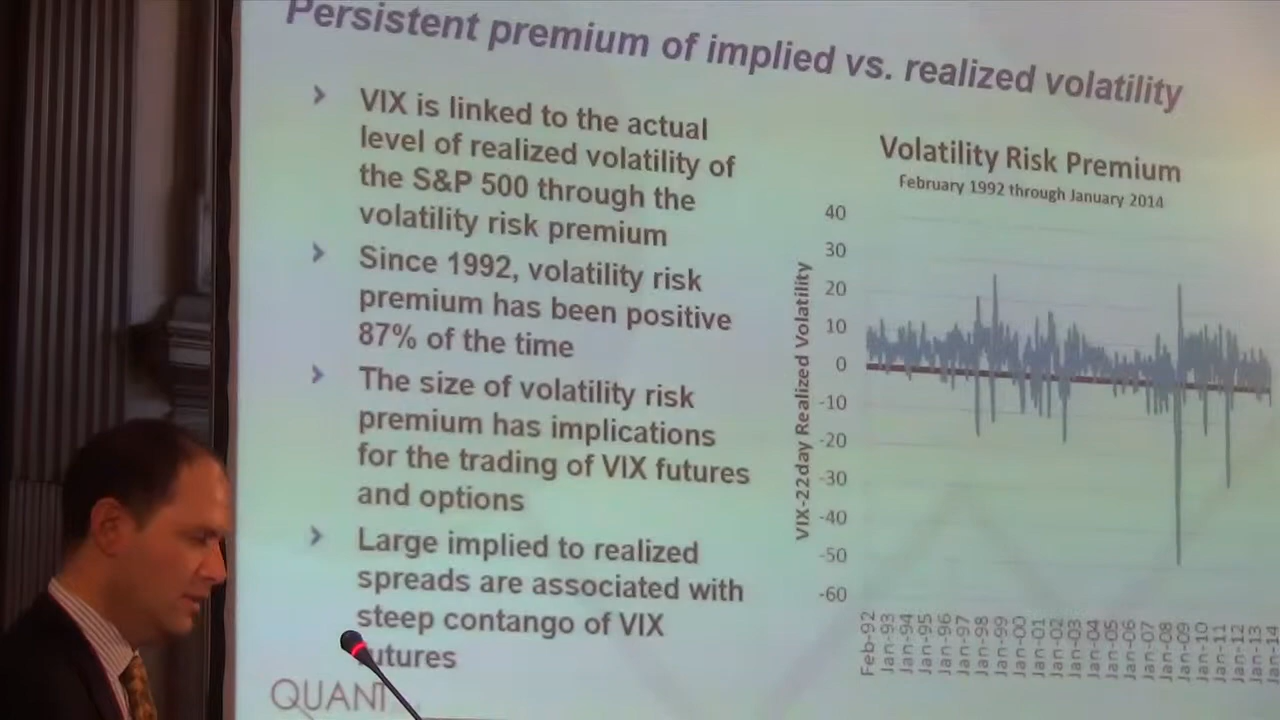 Persistent premium of implied vs. realized volatility
VIX is linked to the actual
level of realized volatility of
the S&P 500 through the
volatility risk premium
Since 1992, volatility risk
premium has been positive
87% of the time
The size of volatility risk
premium has implications
for the trading of VIX futures
and options
Large implied to realized
spreads are associated with
steep contango of VIX
utures
QUANT
Volatility Risk Premium
February 1992 through January 2014
VIX-22day Realized Volatility
40
30
20
10
0
-10
-20
-30
-40
-50
-60
Feb-92
Jan-93
Jan-94
Jan-95
Jan-96
Jan-97
Jan-98
Jan-99
Jan-00
Jan-01
Jan-02
Jan-03
Jan-04
Jan-05
Jan-06
Jan-07
Jan-08
Jan-09
Jan-10
Jan-11
Jan-12
Jan-13
Jan-14